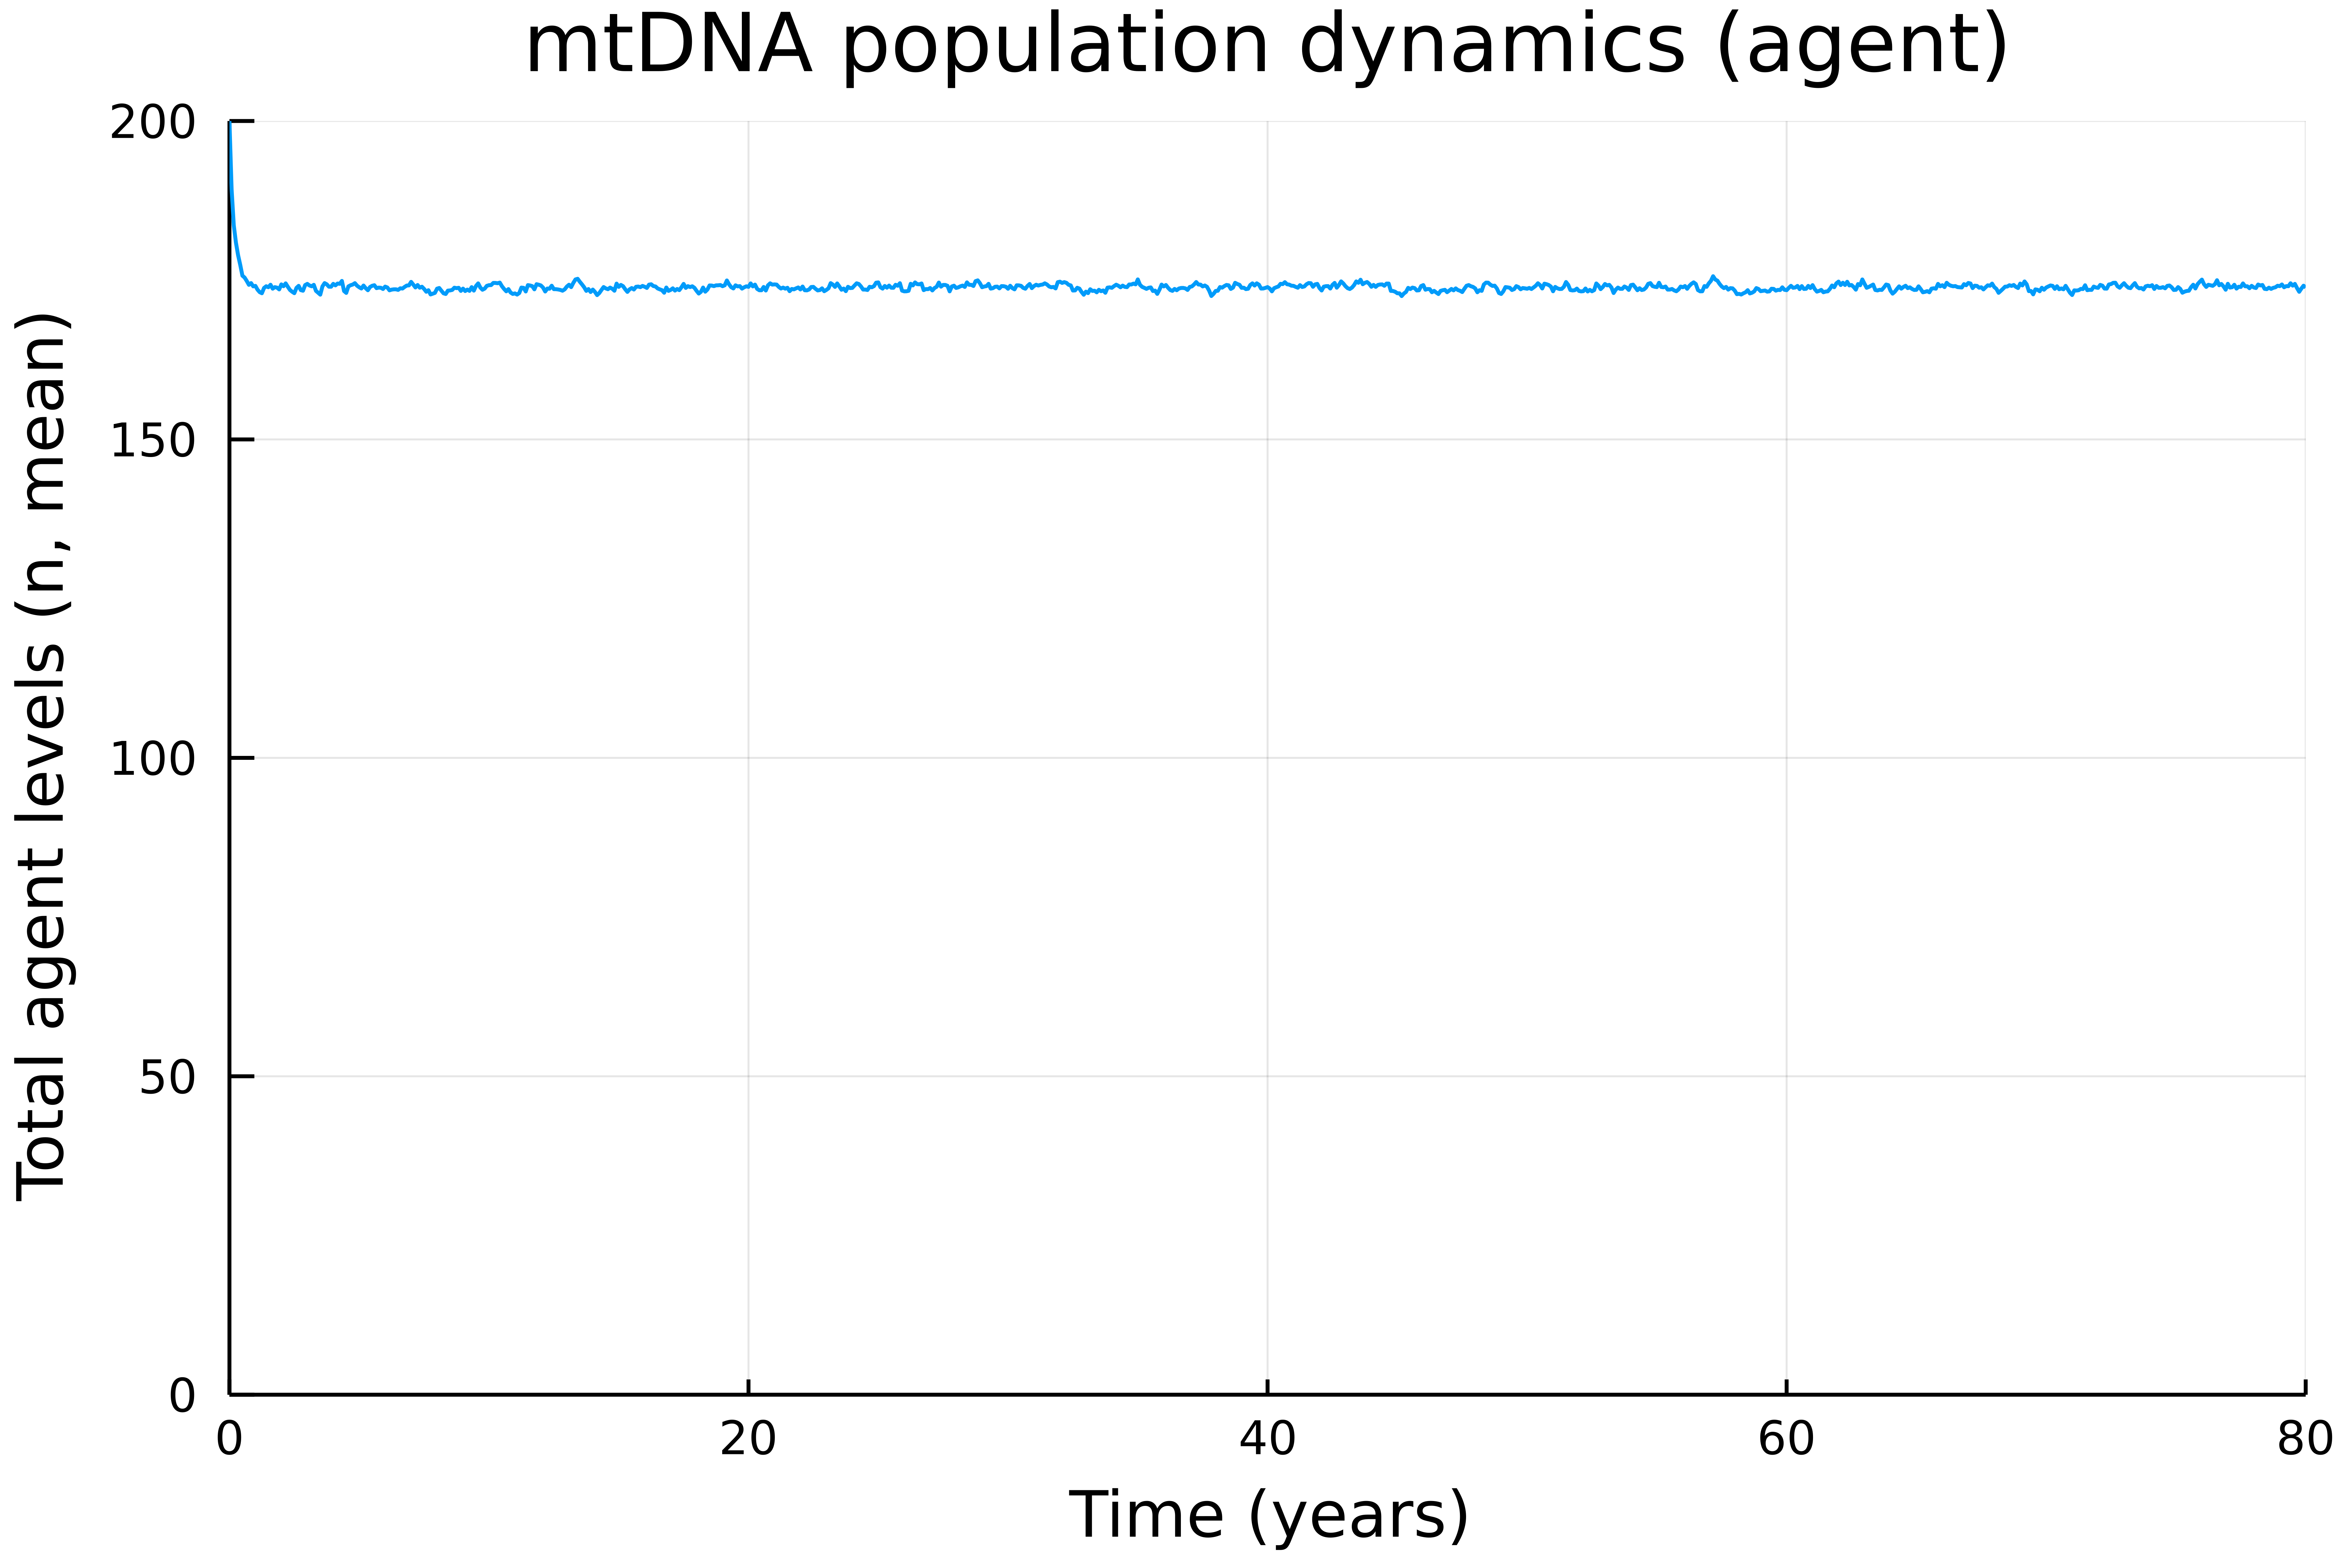 mtDNA population dynamics (agent)
Total agent levels (n, mean)
200
150
100
50
0
0 20 40 60 80
Time (years)